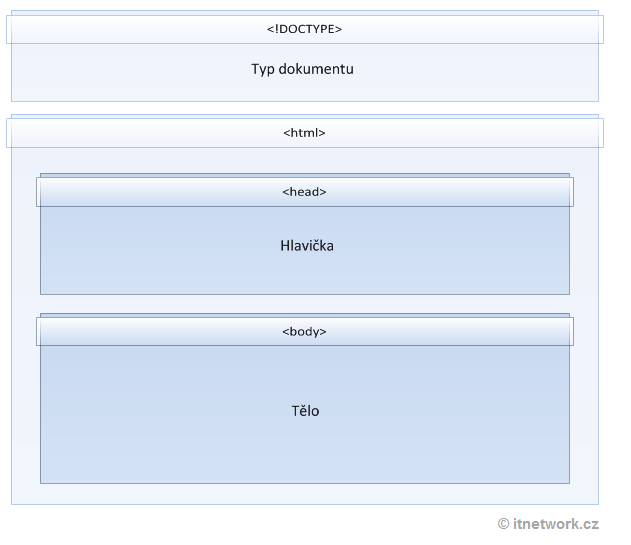 <!DOCTYPE>
Typ dokumentu
<html>
<head>
Hlavička
<body>
Tělo
© itnetwork.cz